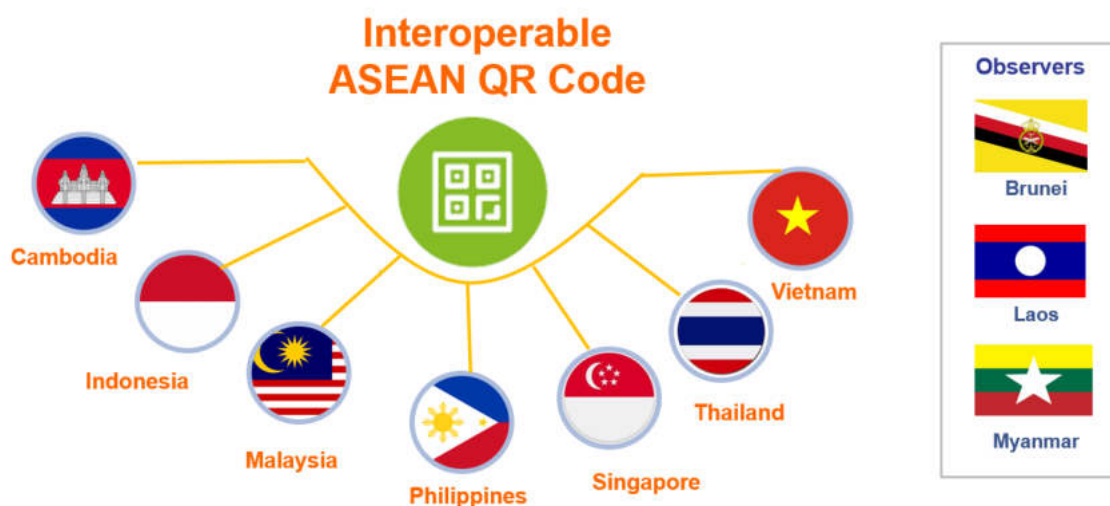 Interoperable
ASEAN QR Code
Cambodia
Indonesia
Malaysia
Philippines
Singapore
Thailand
Vietnam
Observers
Brunei
Laos
Myanmar